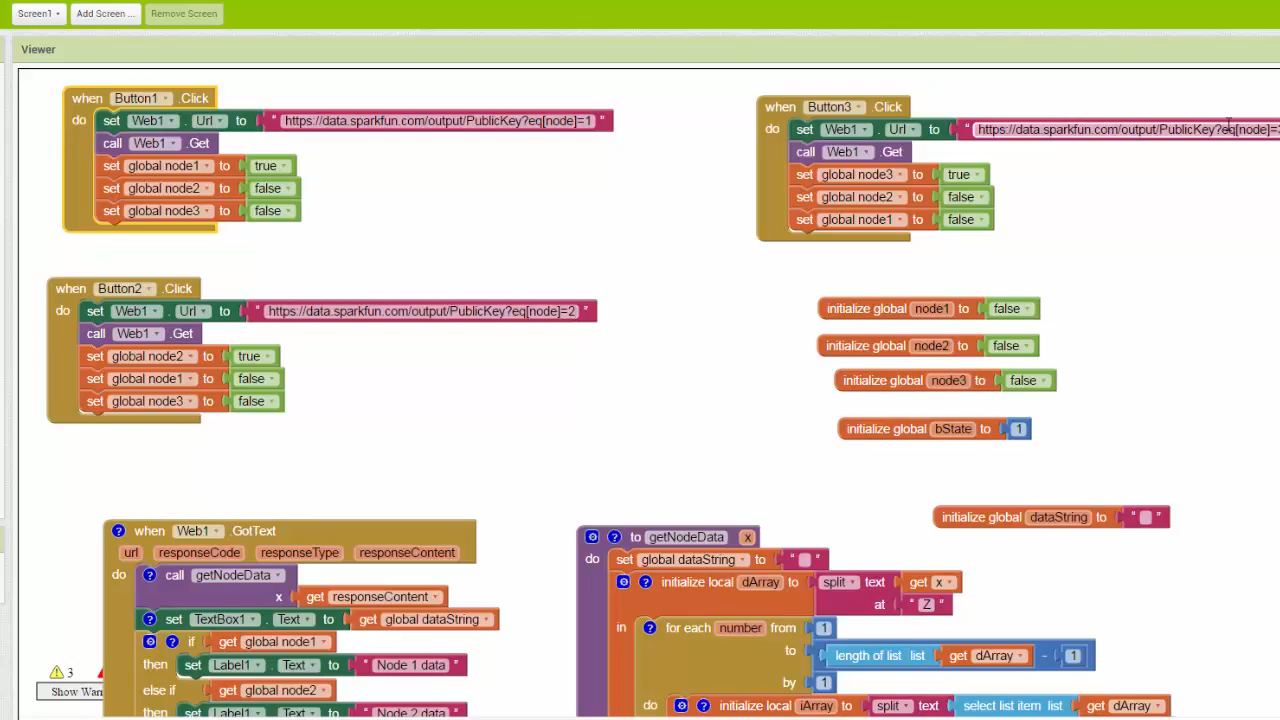 Screen1 Add Screen ... Remove Screen
Viewer
when Button1 .Click
do set Web1 . Url to " https://data.sparkfun.com/output/PublicKey?eq[node]=1 "
call Web1 .Get
set global node1 to true
set global node2 to false
set global node3 to false
when Button3 .Click
do set Web1 . Url to " https://data.sparkfun.com/output/PublicKey?eq[node]=
call Web1 .Get
set global node3 to true
set global node2 to false
set global node1 to false
when Button2 .Click
do set Web1 . Url to " https://data.sparkfun.com/output/PublicKey?eq[node]=2 "
call Web1 .Get
set global node2 to true
set global node1 to false
set global node3 to false
initialize global node1 to false
initialize global node2 to false
initialize global node3 to false
initialize global bState to 1
initialize global dataString to " "
? when Web1 .GotText
url responseCode responseType responseContent
do ? call getNodeData
x get responseContent
? set TextBox1 . Text to get global dataString
? if get global node1
then set Label1 . Text to " Node 1 data "
else if get global node2
then set Label1 . Text to " Node 2 data "
? to getNodeData x
do set global dataString to " "
? initialize local dArray to split text get x
at " Z "
in ? for each number from 1
to length of list list get dArray - 1
by 1
do ? initialize local iArray to split text select list item list get dArray
3
Show War